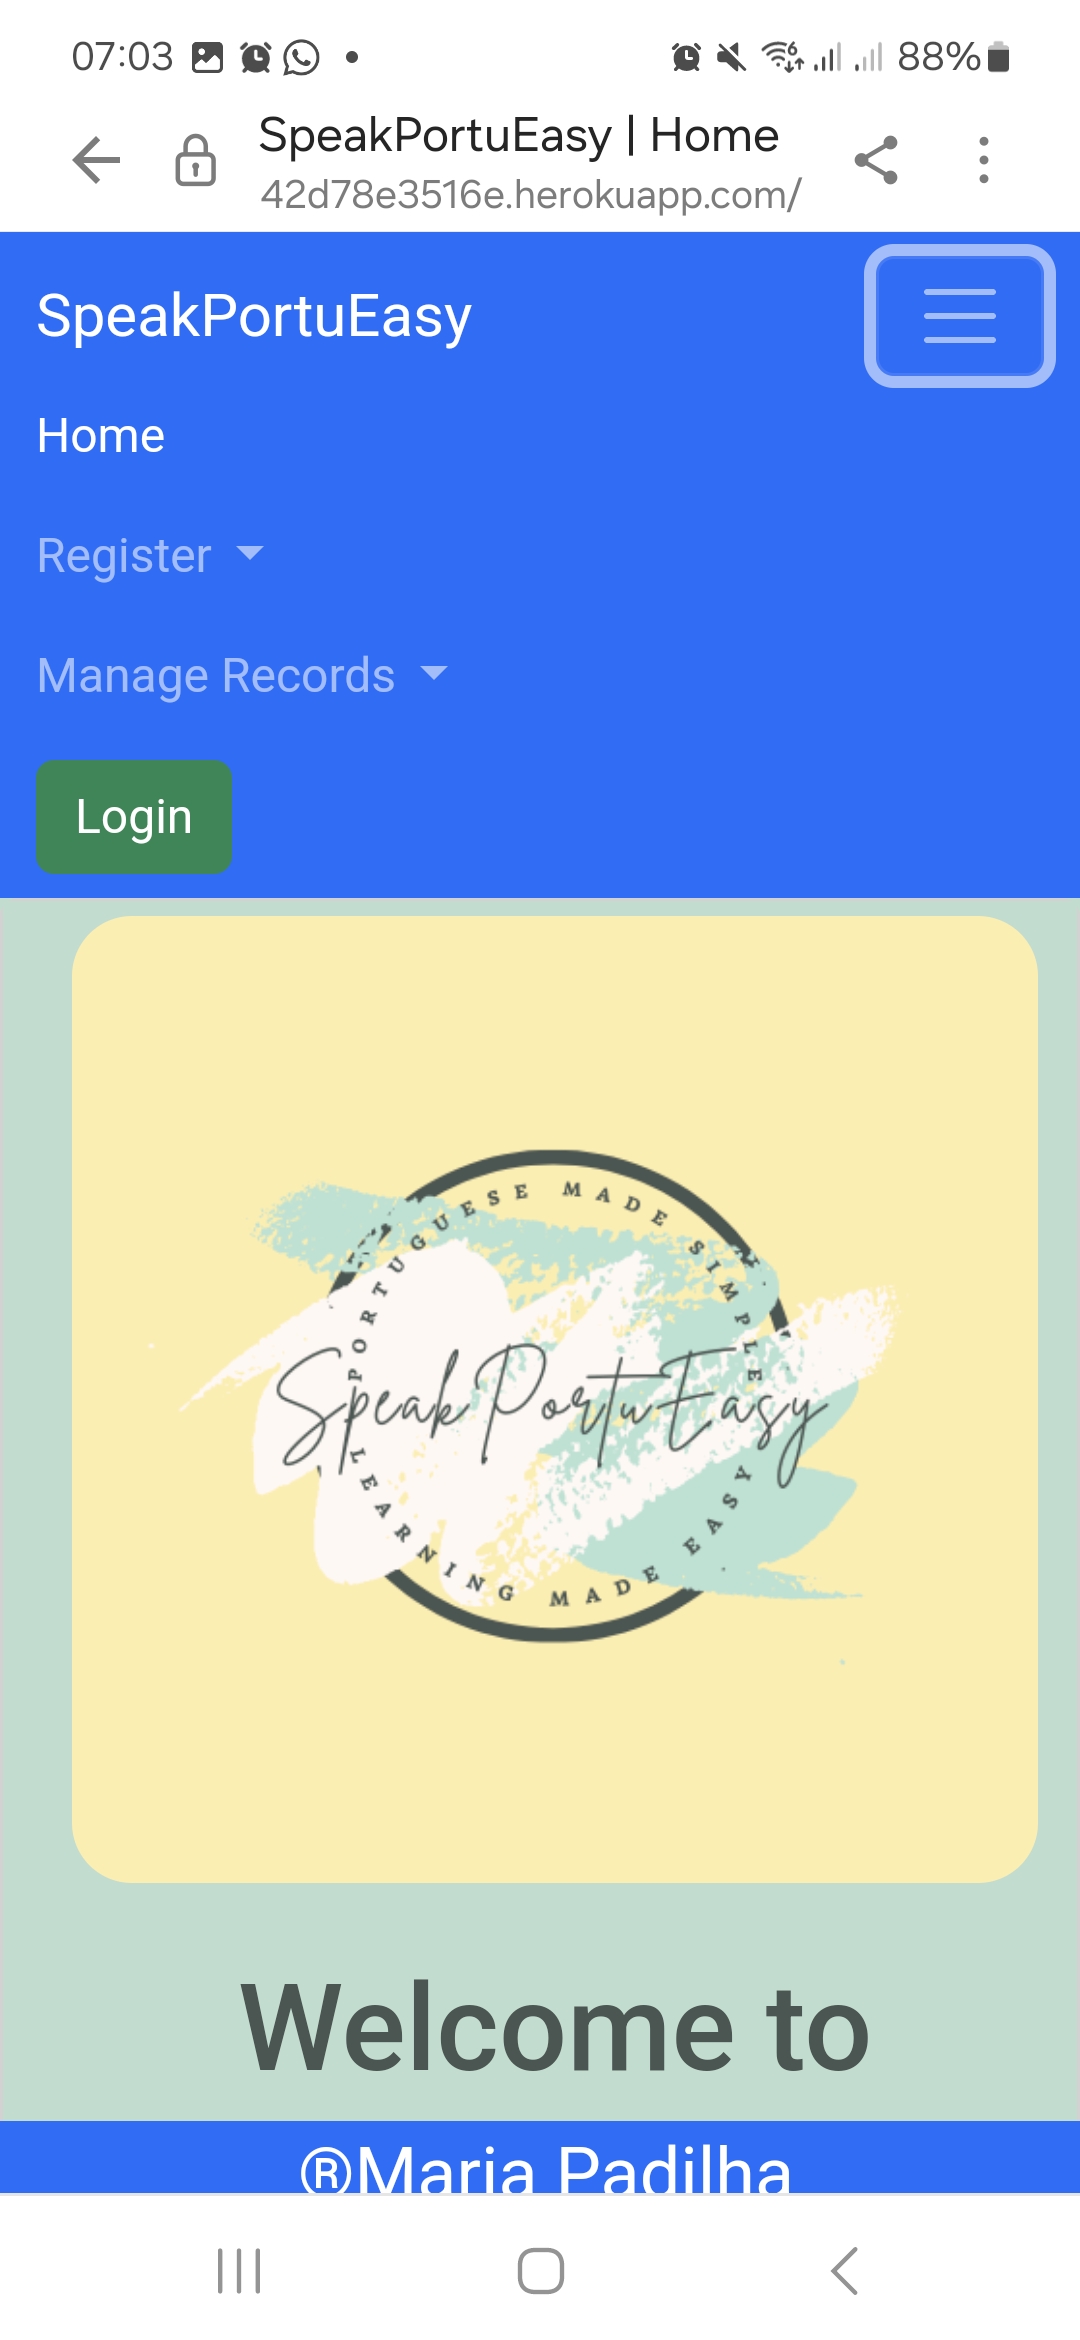 07:03
88%
SpeakPortuEasy | Home
42d78e3516e.herokuapp.com/
SpeakPortuEasy
Home
Register
Manage Records
Login
PORTUGUESE MADE SIMPLE
SpeakPortuEasy
LEARNING MADE EASY
Welcome to
®Maria Padilha